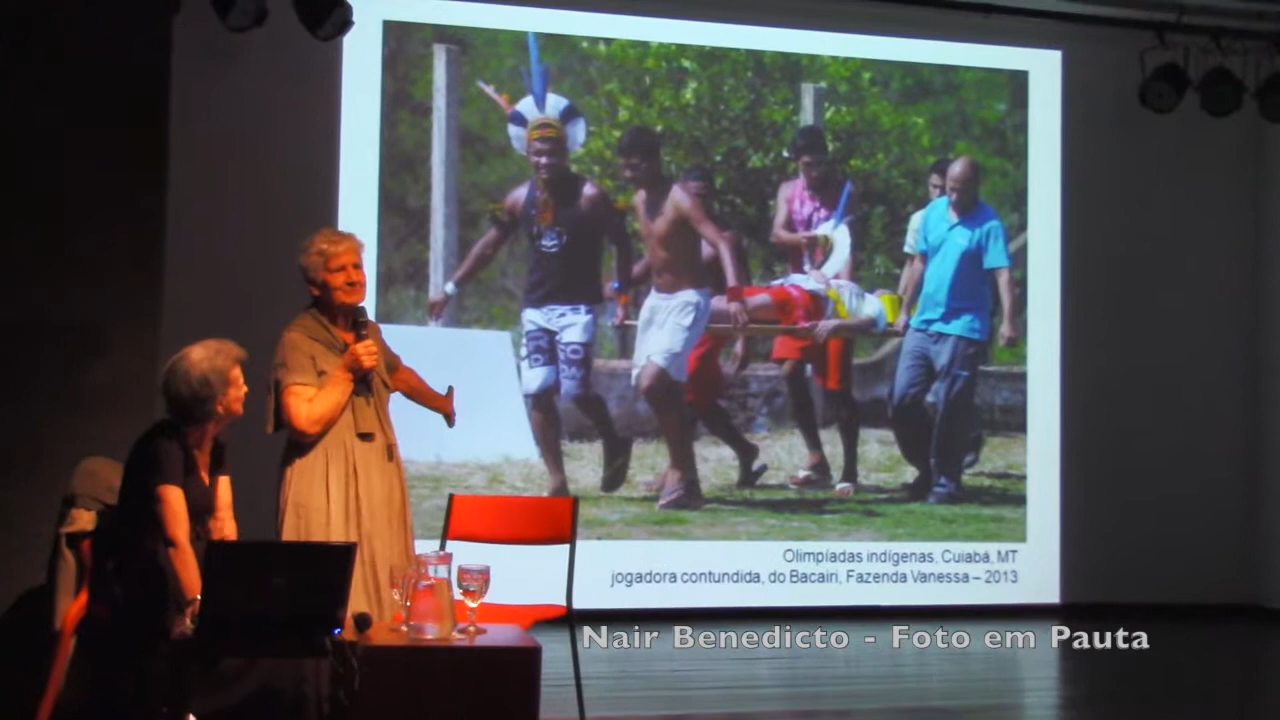 Olimpíadas indígenas, Cuiabá, MT
jogadora contundida, do Bacairi, Fazenda Vanessa – 2013
Nair Benedicto - Foto em Pauta